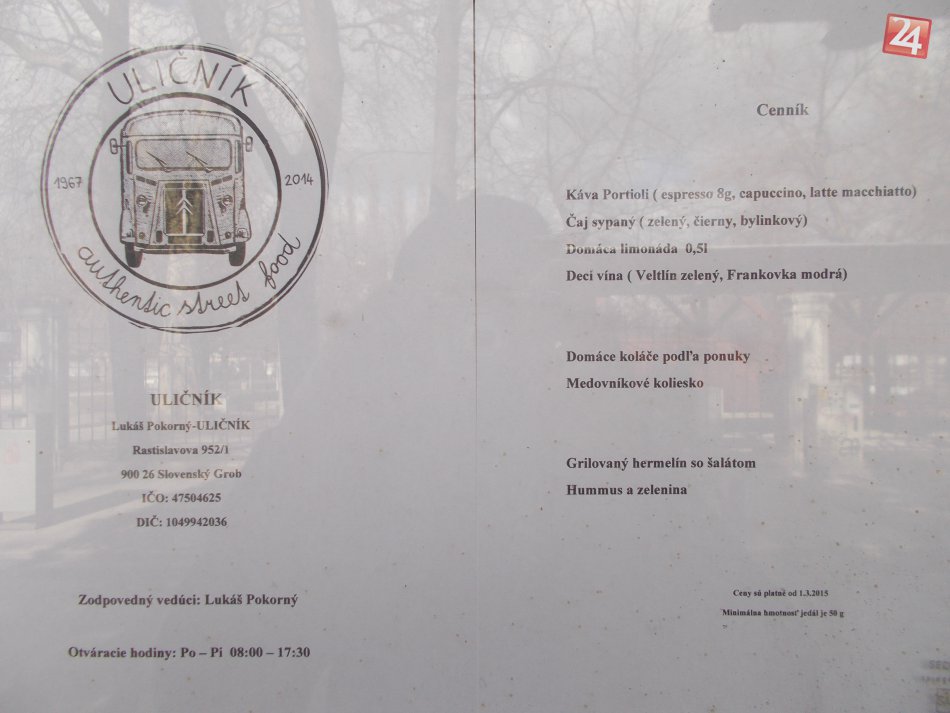 ULIČNÍK
1967
2014
authentic street food
ULIČNÍK
Lukáš Pokorný-ULIČNÍK
Rastislavova 952/1
900 26 Slovenský Grob
IČO: 47504625
DIČ: 1049942036
Zodpovedný vedúci: Lukáš Pokorný
Otváracie hodiny: Po – Pi 08:00 – 17:30
24
Cenník
Káva Portioli ( espresso 8g, capuccino, latte macchiatto)
Čaj sypaný ( zelený, čierny, bylinkový)
Domáca limonáda 0,5l
Deci vína ( Veltlín zelený, Frankovka modrá)
Domáce koláče podľa ponuky
Medovníkové koliesko
Grilovaný hermelín so šalátom
Hummus a zelenina
Ceny sú platné od 1.3.2015
Minimálna hmotnosť jedál je 50 g